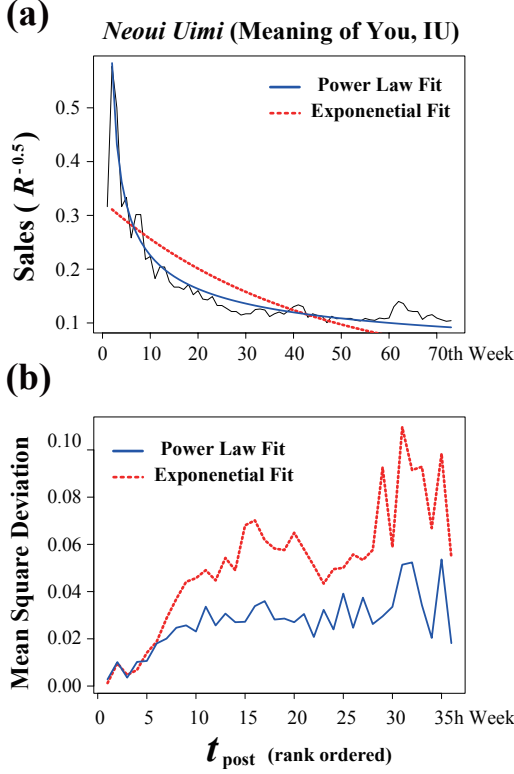 (a)
Neoui Uimi (Meaning of You, IU)
Power Law Fit
Exponenetial Fit
Sales ( R -0.5 )
0.5
0.4
0.3
0.2
0.1
0 10 20 30 40 50 60 70th Week
(b)
Power Law Fit
Exponenetial Fit
Mean Square Deviation
0.10
0.08
0.06
0.04
0.02
0.00
0 5 10 15 20 25 30 35h Week
t post (rank ordered)